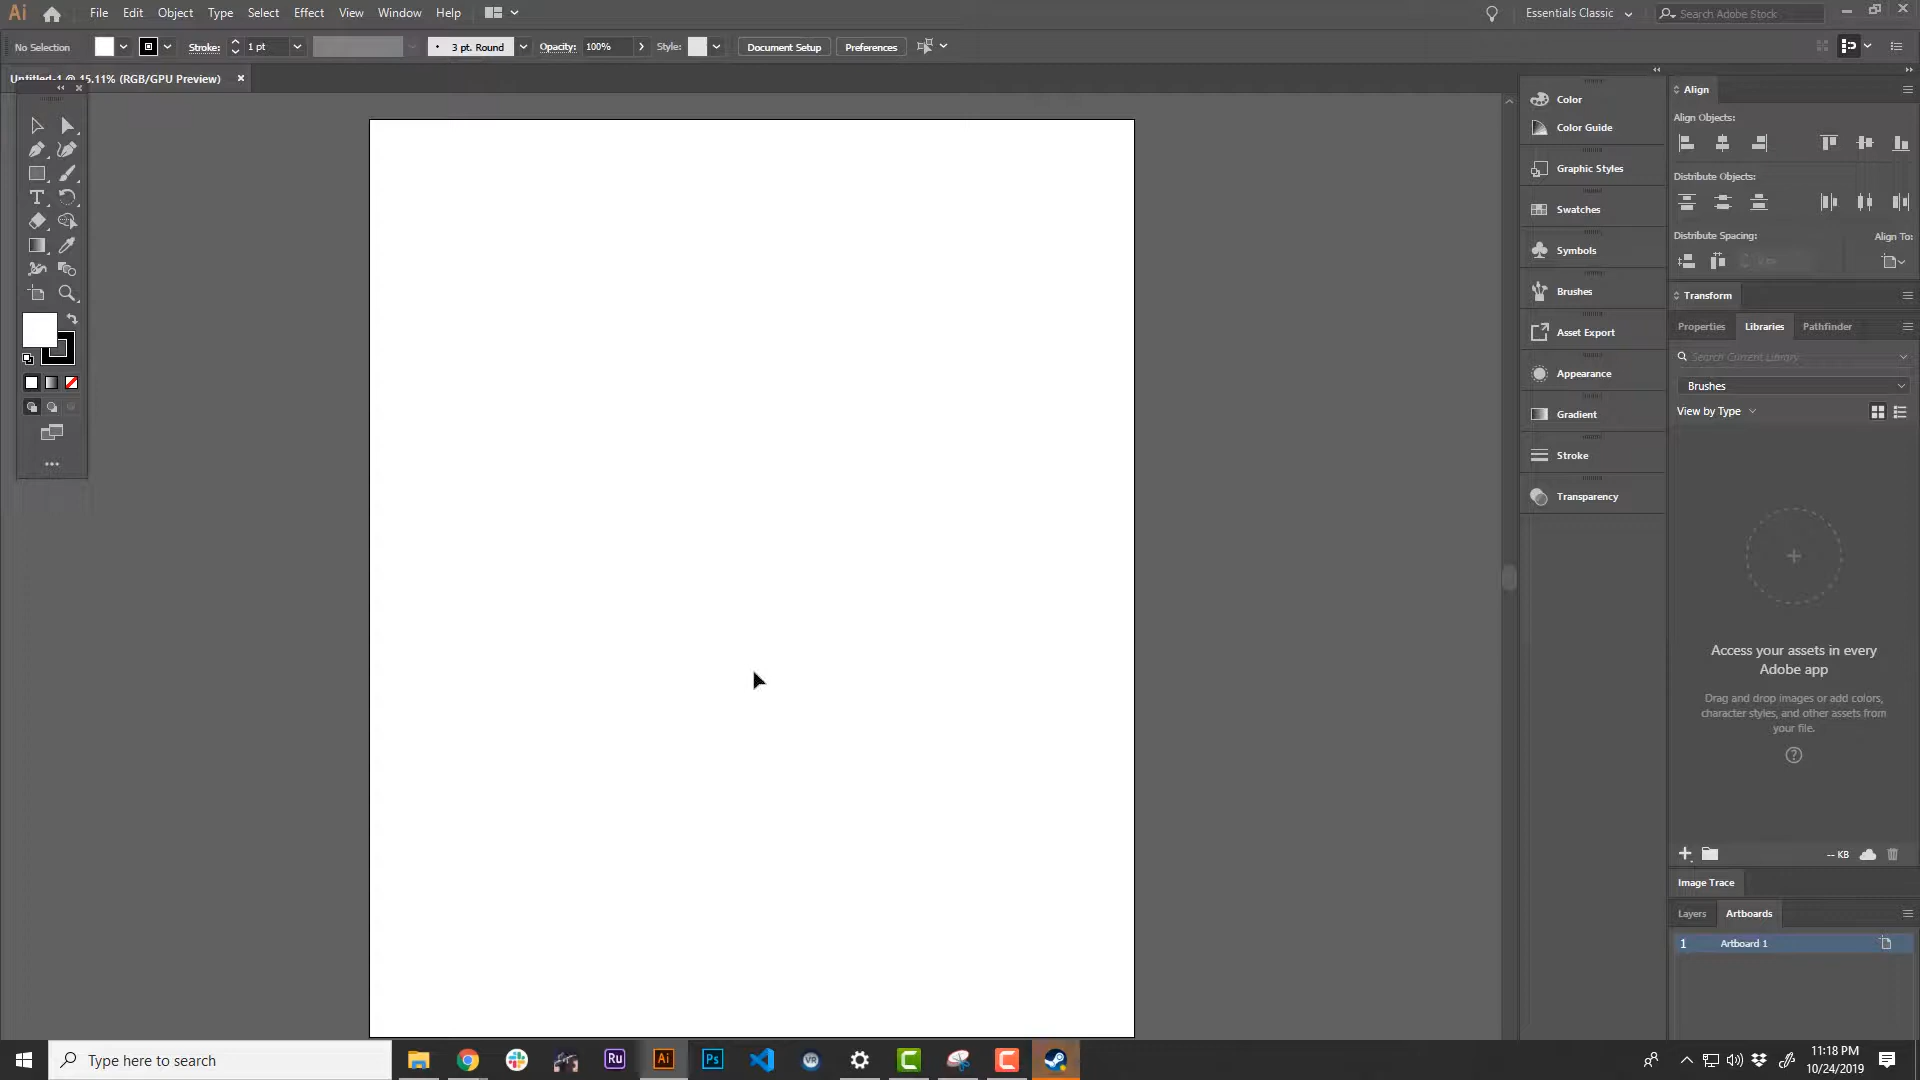 Ai File Edit Object Type Select Effect View Window Help Essentials Classic Search Adobe Stock
No Selection Stroke: 1 pt 3 pt. Round Opacity: 100% Style: Document Setup Preferences
Untitled-1 @ 15.11% (RGB/GPU Preview)
Color
Color Guide
Graphic Styles
Swatches
Symbols
Brushes
Asset Export
Appearance
Gradient
Stroke
Transparency
Align
Align Objects:
Distribute Objects:
Distribute Spacing: Align To:
Transform
Properties Libraries Pathfinder
Search Current Library
Brushes
View by Type
Access your assets in every
Adobe app
Drag and drop images or add colors,
character styles, and other assets from
your file.
-- KB
Image Trace
Layers Artboards
1 Artboard 1
Type here to search Ru Ai Ps VR
11:18 PM
10/24/2019